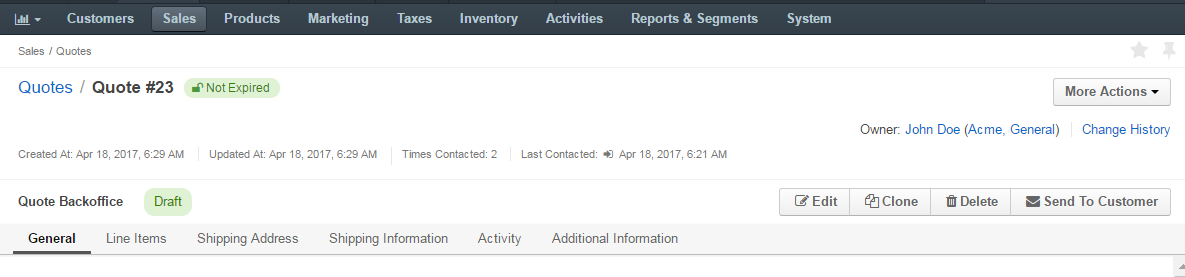 Customers Sales Products Marketing Taxes Inventory Activities Reports & Segments System
Sales / Quotes
Quotes / Quote #23 Not Expired
More Actions
Owner: John Doe (Acme, General) Change History
Created At: Apr 18, 2017, 6:29 AM Updated At: Apr 18, 2017, 6:29 AM Times Contacted: 2 Last Contacted: Apr 18, 2017, 6:21 AM
Quote Backoffice Draft Edit Clone Delete Send To Customer
General Line Items Shipping Address Shipping Information Activity Additional Information